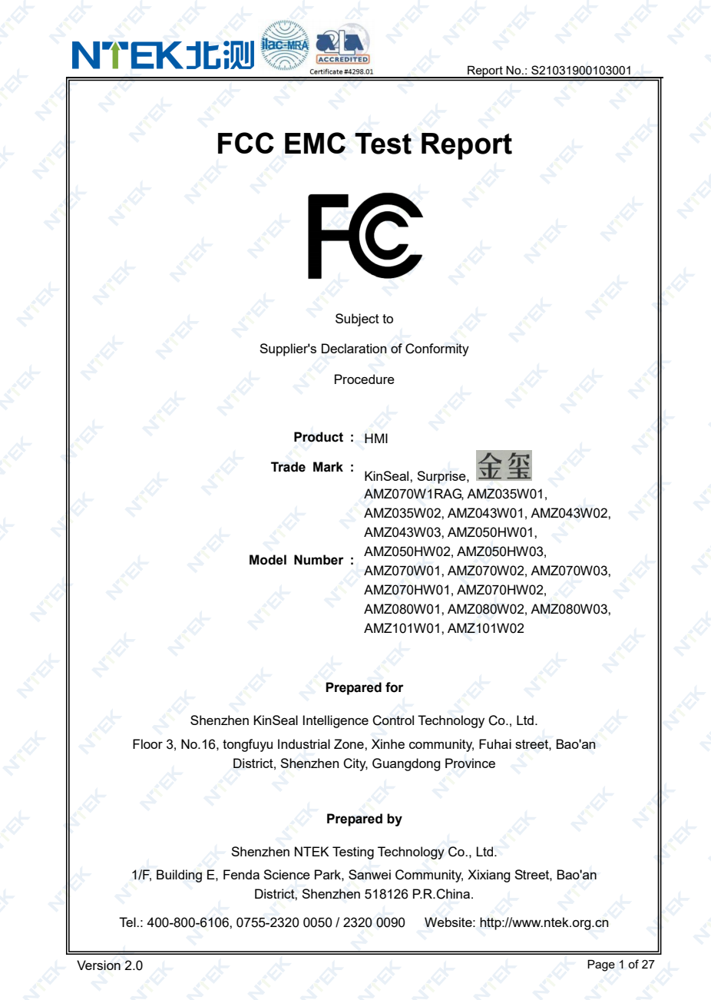 NTEK北测
ilac-MRA
A2LA
ACCREDITED
Certificate #4298.01
Report No.: S21031900103001
FCC EMC Test Report
FC
Subject to
Supplier's Declaration of Conformity
Procedure
Product : HMI
Trade Mark : KinSeal, Surprise, 金玺
AMZ070W1RAG, AMZ035W01,
AMZ035W02, AMZ043W01, AMZ043W02,
AMZ043W03, AMZ050HW01,
Model Number : AMZ050HW02, AMZ050HW03,
AMZ070W01, AMZ070W02, AMZ070W03,
AMZ070HW01, AMZ070HW02,
AMZ080W01, AMZ080W02, AMZ080W03,
AMZ101W01, AMZ101W02
Prepared for
Shenzhen KinSeal Intelligence Control Technology Co., Ltd.
Floor 3, No.16, tongfuyu Industrial Zone, Xinhe community, Fuhai street, Bao'an
District, Shenzhen City, Guangdong Province
Prepared by
Shenzhen NTEK Testing Technology Co., Ltd.
1/F, Building E, Fenda Science Park, Sanwei Community, Xixiang Street, Bao'an
District, Shenzhen 518126 P.R.China.
Tel.: 400-800-6106, 0755-2320 0050 / 2320 0090 Website: http://www.ntek.org.cn
Version 2.0
Page 1 of 27